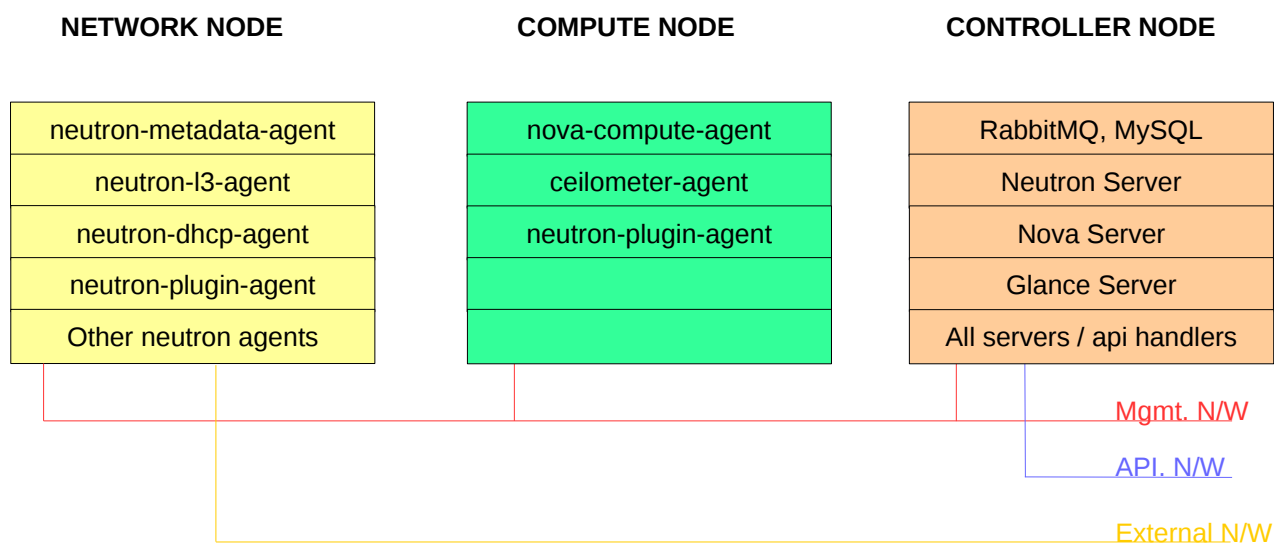 NETWORK NODE
COMPUTE NODE
CONTROLLER NODE
neutron-metadata-agent
neutron-l3-agent
neutron-dhcp-agent
neutron-plugin-agent
Other neutron agents
nova-compute-agent
ceilometer-agent
neutron-plugin-agent
RabbitMQ, MySQL
Neutron Server
Nova Server
Glance Server
All servers / api handlers
Mgmt. N/W
API. N/W
External N/W